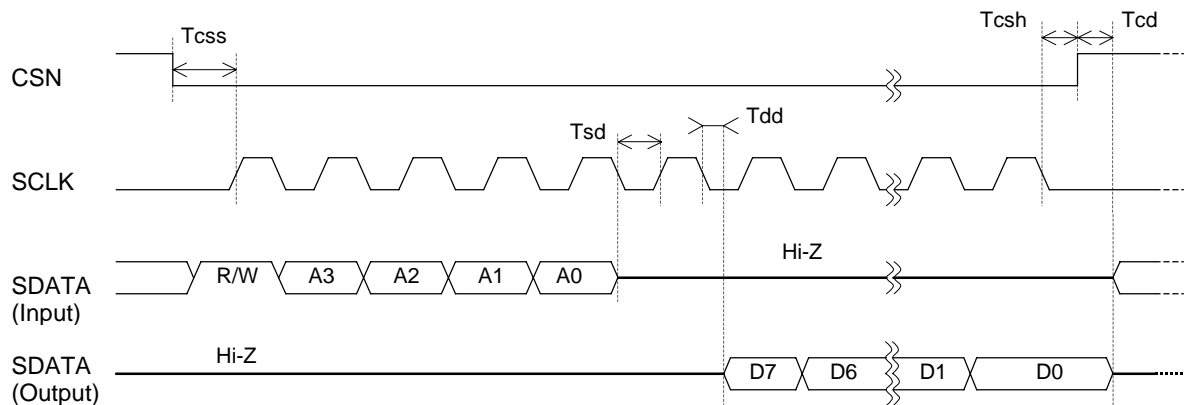 Tcss
Tcsh
Tcd
CSN
Tsd
Tdd
SCLK
Hi-Z
R/W
A3
A2
A1
A0
SDATA
(Input)
Hi-Z
SDATA
(Output)
D7
D6
D1
D0